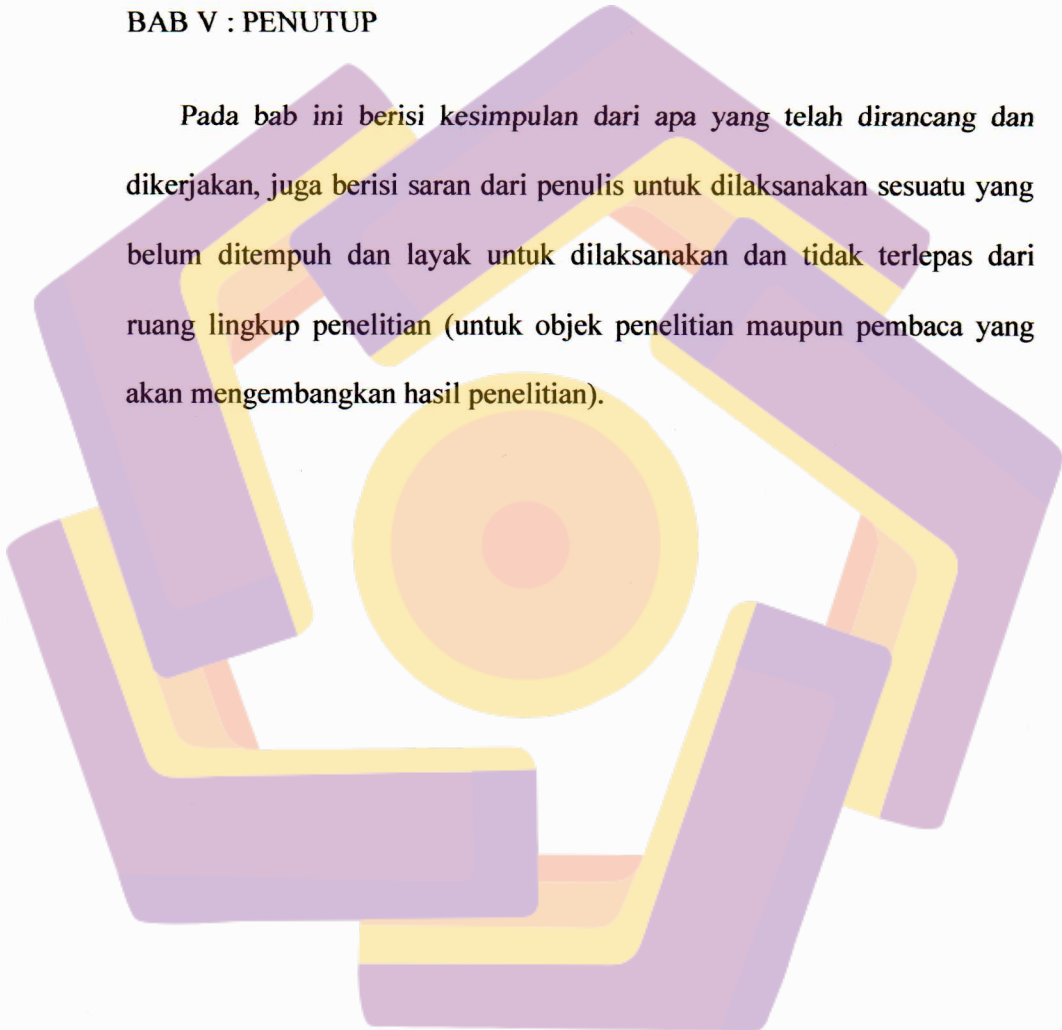 BAB V : PENUTUP
Pada bab ini berisi kesimpulan dari apa yang telah dirancang dan
dikerjakan, juga berisi saran dari penulis untuk dilaksanakan sesuatu yang
belum ditempuh dan layak untuk dilaksanakan dan tidak terlepas dari
ruang lingkup penelitian (untuk objek penelitian maupun pembaca yang
akan mengembangkan hasil penelitian).